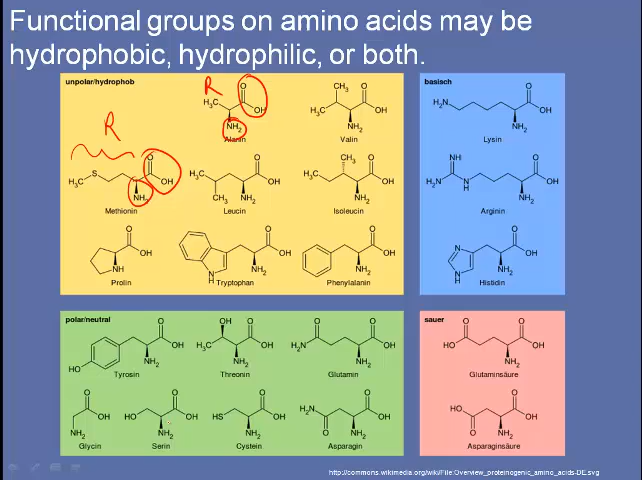 Functional groups on amino acids may be
hydrophobic, hydrophilic, or both.
unpolar/hydrophob
R
R
H₃C
O
OH
NH₂
Alanin
CH₃
H₃C
O
OH
NH₂
Valin
H₃C
S
O
OH
NH₂
Methionin
H₃C
CH₃
O
OH
NH₂
Leucin
CH₃
H₃C
O
OH
NH₂
Isoleucin
O
OH
NH
Prolin
N
H
O
OH
NH₂
Tryptophan
O
OH
NH₂
Phenylalanin
basisch
H₂N
O
OH
NH₂
Lysin
NH
H₂N
N
H
O
OH
NH₂
Arginin
N
N
H
O
OH
NH₂
Histidin
polar/neutral
HO
O
OH
NH₂
Tyrosin
OH
H₃C
O
OH
NH₂
Threonin
O
H₂N
O
OH
NH₂
Glutamin
O
OH
NH₂
Glycin
HO
O
OH
NH₂
Serin
HS
O
OH
NH₂
Cystein
H₂N
O
O
OH
NH₂
Asparagin
sauer
O
HO
O
OH
NH₂
Glutaminsäure
HO
O
O
OH
NH₂
Asparaginsäure
http://commons.wikimedia.org/wiki/File:Overview_proteinogenic_amino_acids-DE.svg